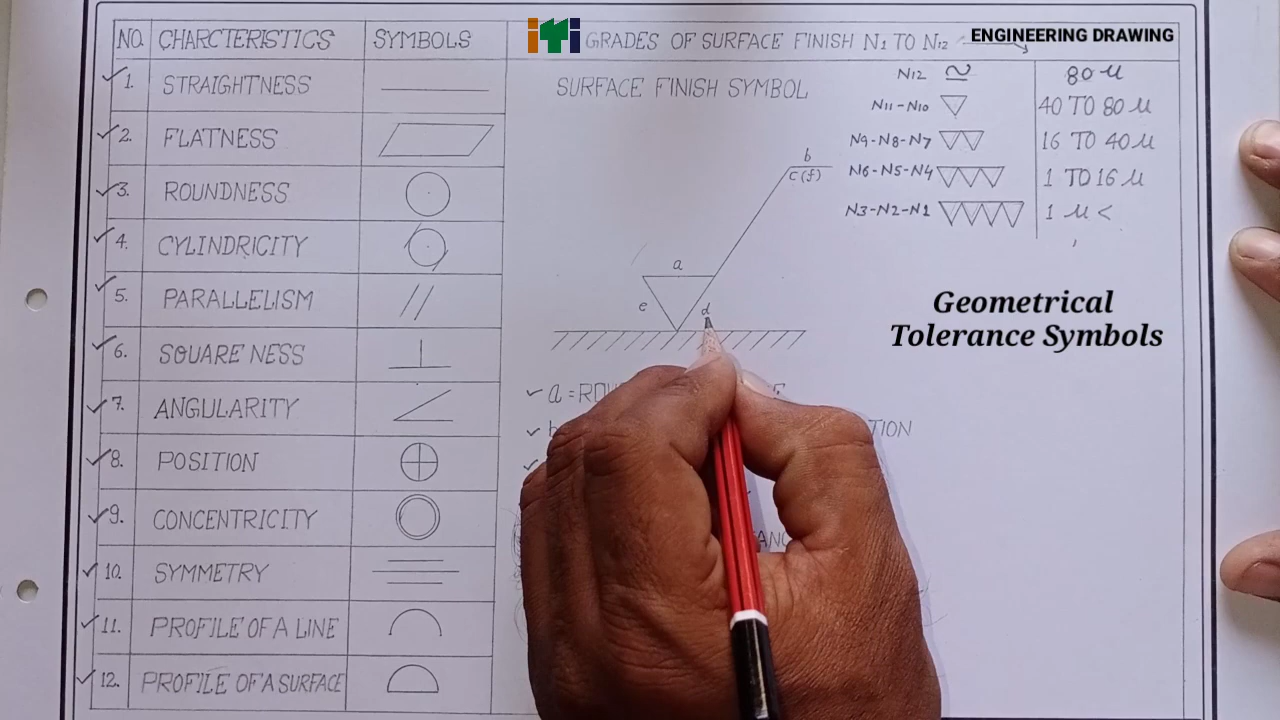 NO. CHARCTERISTICS SYMBOLS
1. STRAIGHTNESS
2. FLATNESS
3. ROUNDNESS
4. CYLINDRICITY
5. PARALLELISM
6. SQUARE NESS
7. ANGULARITY
8. POSITION
9. CONCENTRICITY
10. SYMMETRY
11. PROFILE OF A LINE
12. PROFILE OF A SURFACE
iTi
GRADES OF SURFACE FINISH N1 TO N12
ENGINEERING DRAWING
SURFACE FINISH SYMBOL
N12 80 μ
N11-N10 40 TO 80 μ
N9-N8-N7 16 TO 40 μ
N6-N5-N4 1 TO 16 μ
N3-N2-N1 1 μ <
b
c(f)
a
e
d
Geometrical
Tolerance Symbols
a =